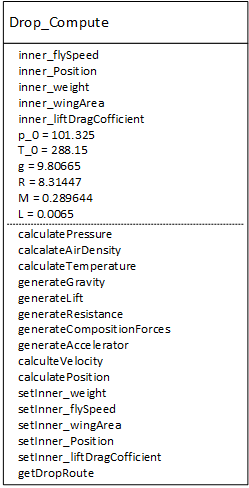 Drop_Compute
inner_flySpeed
inner_Position
inner_weight
inner_wingArea
inner_liftDragCofficient
p_0 = 101.325
T_0 = 288.15
g = 9.80665
R = 8.31447
M = 0.289644
L = 0.0065
calculatePressure
calcalateAirDensity
calculateTemperature
generateGravity
generateLift
generateResistance
generateCompositionForces
generateAccelerator
calculteVelocity
calculatePosition
setInner_weight
setInner_flySpeed
setInner_wingArea
setInner_Position
setInner_liftDragCofficient
getDropRoute